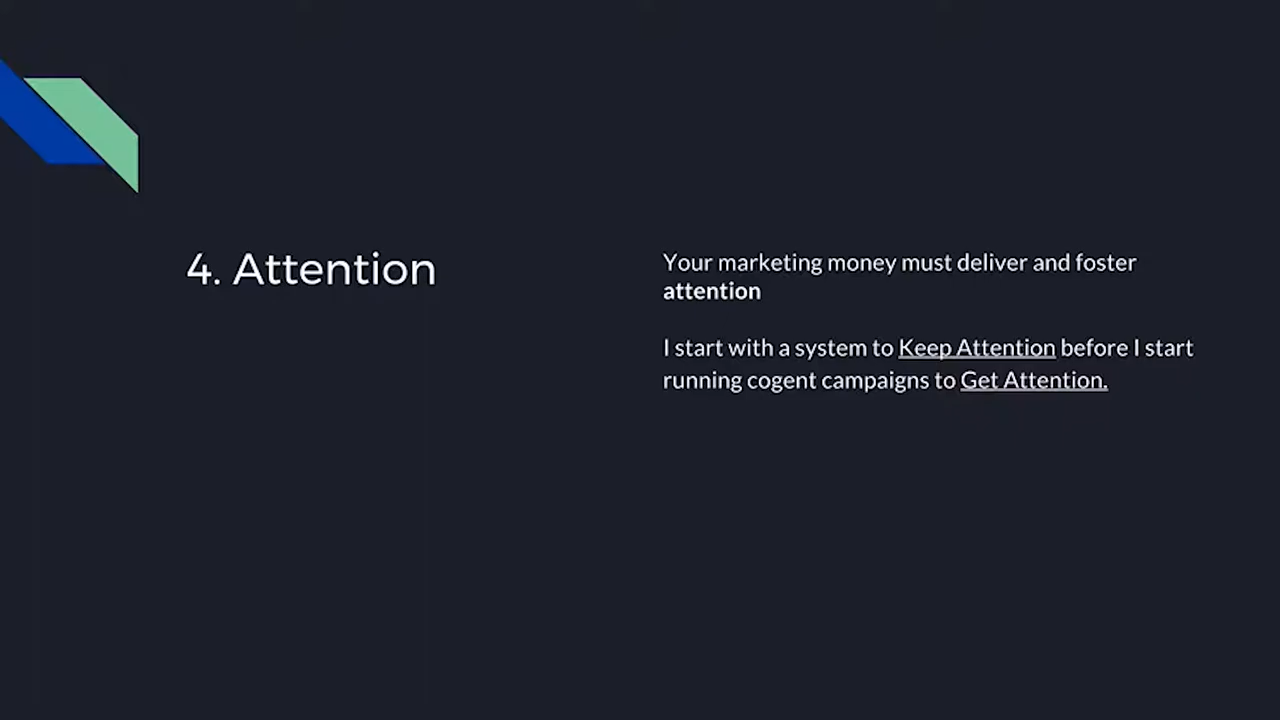 4. Attention
Your marketing money must deliver and foster
attention
I start with a system to Keep Attention before I start
running cogent campaigns to Get Attention.